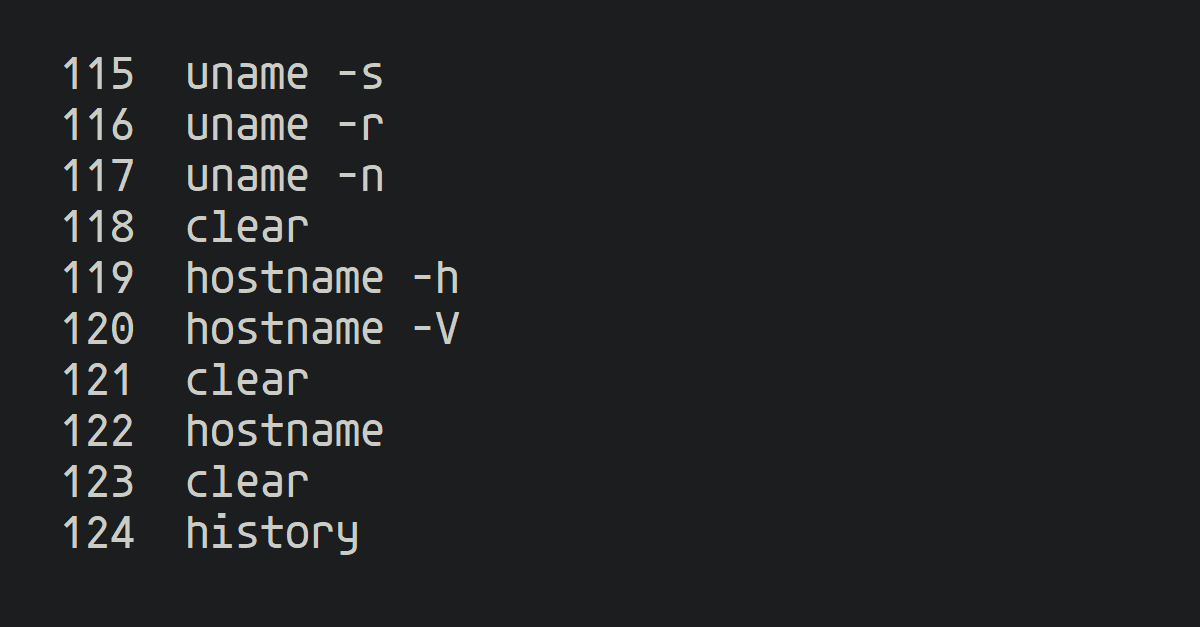 115  uname -s
116  uname -r
117  uname -n
118  clear
119  hostname -h
120  hostname -V
121  clear
122  hostname
123  clear
124  history